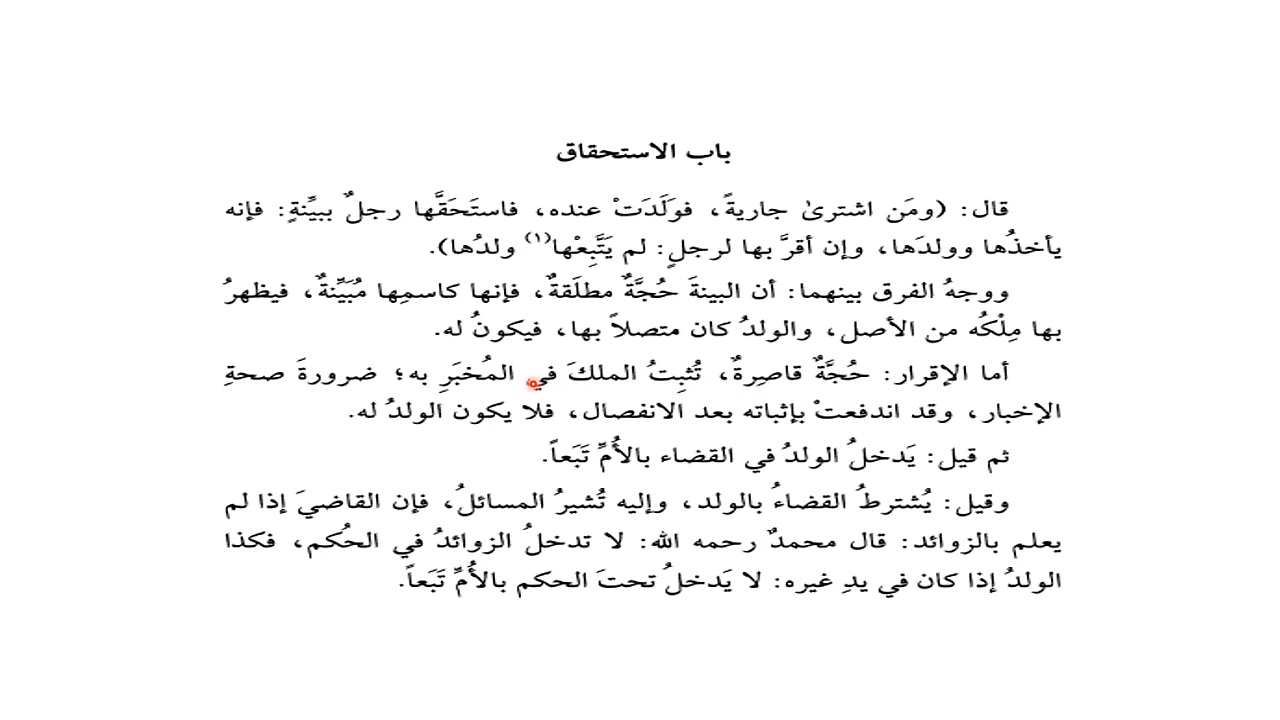 باب الاستحقاق
قال: (ومَن اشترىٰ جاريةً، فوَلَدَتْ عنده، فاستَحَقَّها رجلٌ ببيِّنةٍ: فإنه
يأخذُها وولدَها، وإن أقرَّ بها لرجلٍ: لم يَتَّبِعْها(١) ولدُها).
ووجهُ الفرق بينهما: أن البينةَ حُجَّةٌ مطلَقةٌ، فإنها كاسمِها مُبَيِّنةٌ، فيظهرُ
بها مِلْكُه من الأصل، والولدُ كان متصلاً بها، فيكونُ له.
أما الإقرار: حُجَّةٌ قاصِرةٌ، تُثبِتُ الملكَ في المُخبَرِ به؛ ضرورةَ صحةِ
الإخبار، وقد اندفعتْ بإثباته بعد الانفصال، فلا يكون الولدُ له.
ثم قيل: يَدخلُ الولدُ في القضاء بالأُمِّ تَبَعاً.
وقيل: يُشترطُ القضاءُ بالولد، وإليه تُشيرُ المسائلُ، فإن القاضيَ إذا لم
يعلم بالزوائد: قال محمدٌ رحمه الله: لا تدخلُ الزوائدُ في الحُكم، فكذا
الولدُ إذا كان في يدِ غيره: لا يَدخلُ تحتَ الحكم بالأُمِّ تَبَعاً.